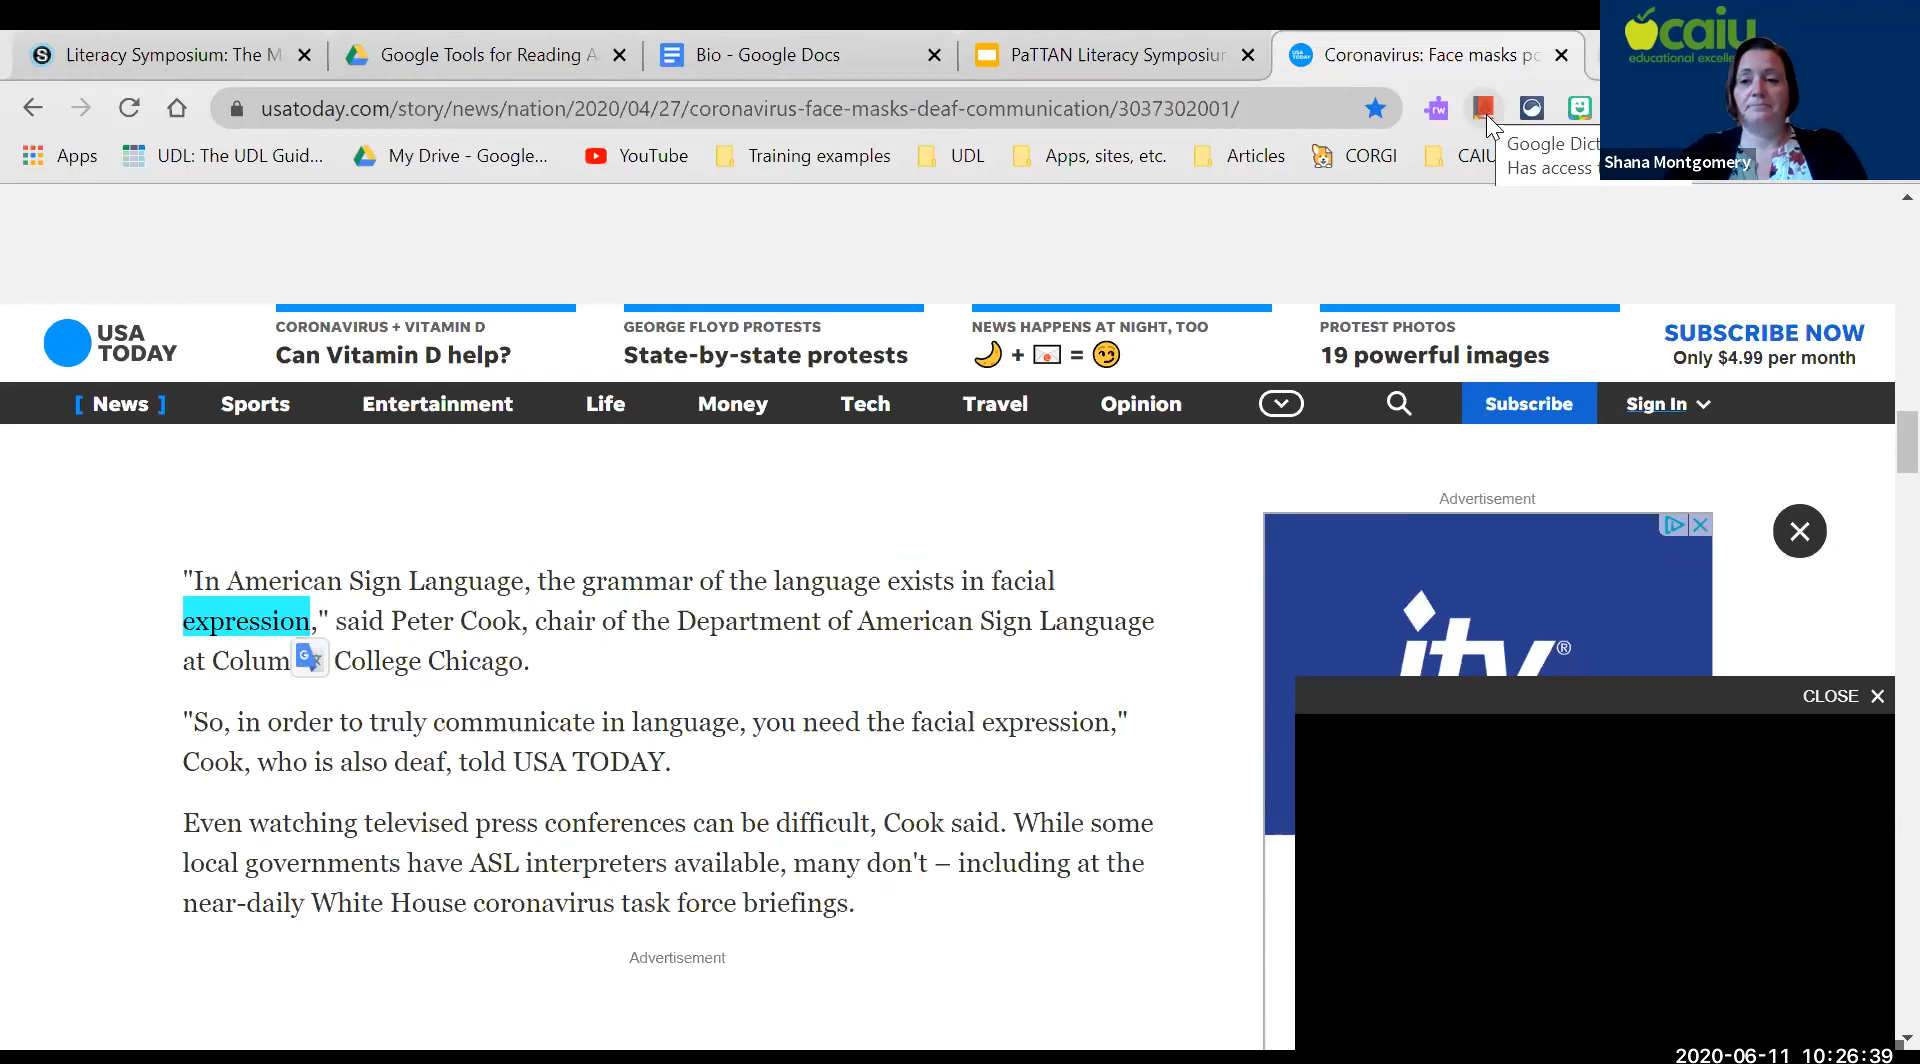 Literacy Symposium: The M
Google Tools for Reading A
Bio - Google Docs
PaTTAN Literacy Symposiur
Coronavirus: Face masks po
caiu
educational excelle
usatoday.com/story/news/nation/2020/04/27/coronavirus-face-masks-deaf-communication/3037302001/
rw
Google Dict
Has access
Shana Montgomery
Apps
UDL: The UDL Guid...
My Drive - Google...
YouTube
Training examples
UDL
Apps, sites, etc.
Articles
CORGI
CAIU
USA
TODAY
CORONAVIRUS + VITAMIN D
Can Vitamin D help?
GEORGE FLOYD PROTESTS
State-by-state protests
NEWS HAPPENS AT NIGHT, TOO
🌙 + 💌 = 😏
PROTEST PHOTOS
19 powerful images
SUBSCRIBE NOW
Only $4.99 per month
[ News ]
Sports
Entertainment
Life
Money
Tech
Travel
Opinion
Subscribe
Sign In
Advertisement
"In American Sign Language, the grammar of the language exists in facial
expression," said Peter Cook, chair of the Department of American Sign Language
at Colum College Chicago.
"So, in order to truly communicate in language, you need the facial expression,"
Cook, who is also deaf, told USA TODAY.
Even watching televised press conferences can be difficult, Cook said. While some
local governments have ASL interpreters available, many don't – including at the
near-daily White House coronavirus task force briefings.
Advertisement
itv®
CLOSE
2020-06-11 10:26:39